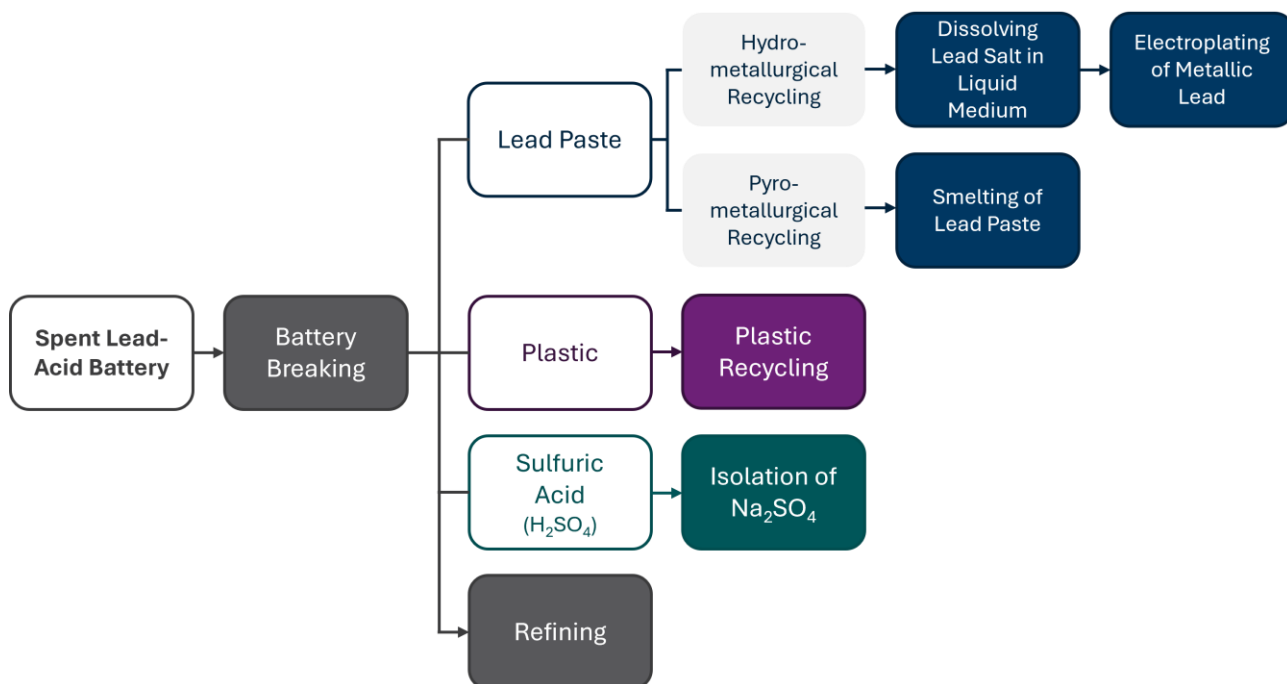 Hydro-
metallurgical
Recycling
Dissolving
Lead Salt in
Liquid
Medium
Electroplating
of Metallic
Lead
Lead Paste
Pyro-
metallurgical
Recycling
Smelting of
Lead Paste
Spent Lead-
Acid Battery
Battery
Breaking
Plastic
Plastic
Recycling
Sulfuric
Acid
(H₂SO₄)
Isolation of
Na₂SO₄
Refining